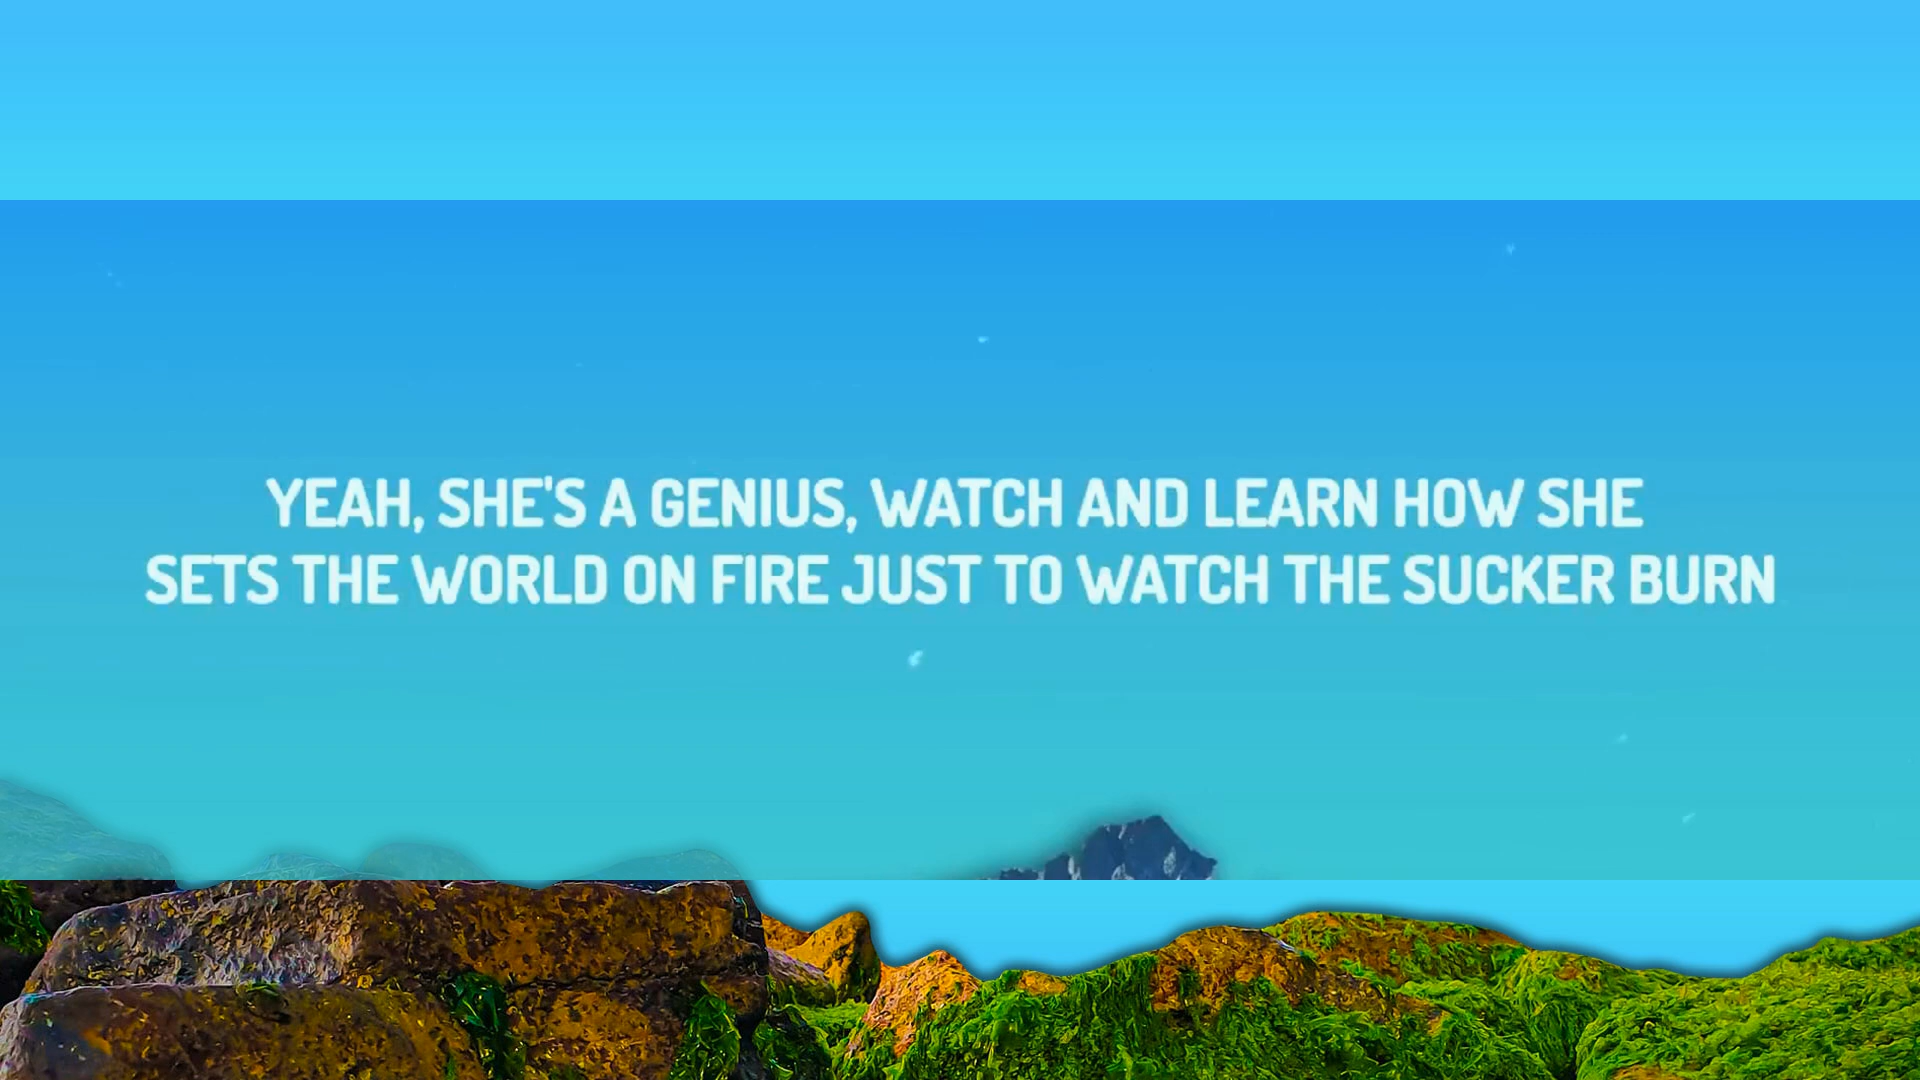 YEAH, SHE'S A GENIUS, WATCH AND LEARN HOW SHE
SETS THE WORLD ON FIRE JUST TO WATCH THE SUCKER BURN